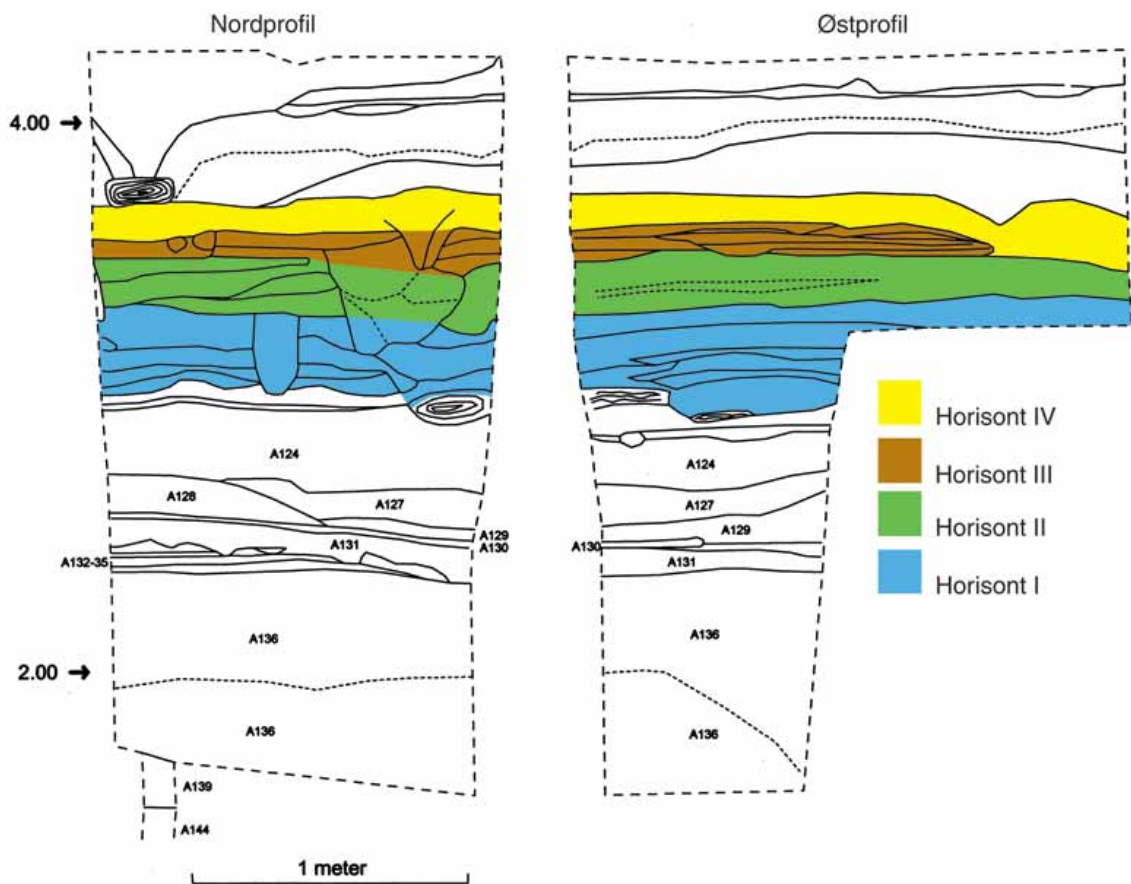 Nordprofil
Østprofil
4.00
Horisont IV
Horisont III
Horisont II
Horisont I
A124
A128
A127
A129
A130
A131
A132-35
A136
2.00
A136
A139
A144
A124
A127
A129
A130
A131
A136
A136
1 meter